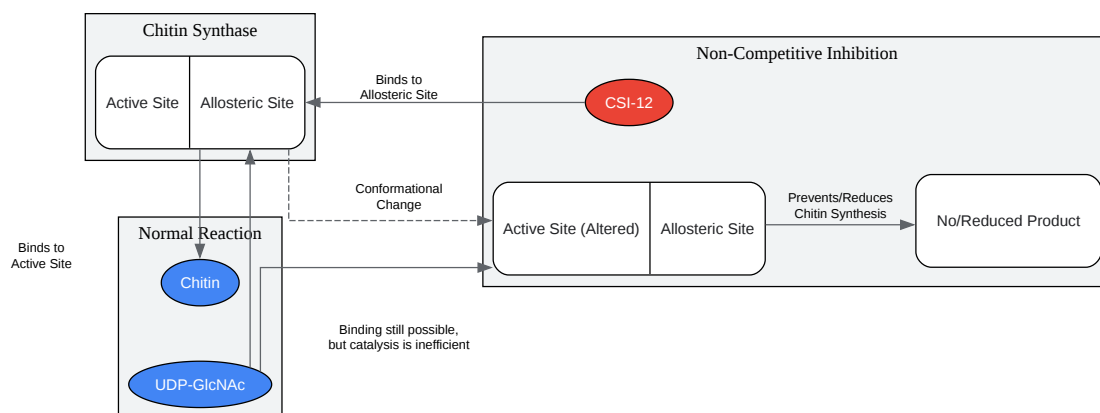 Chitin Synthase
Active Site
Allosteric Site
Binds to
Allosteric Site
Non-Competitive Inhibition
CSI-12
Conformational
Change
Active Site (Altered)
Allosteric Site
Prevents/Reduces
Chitin Synthesis
No/Reduced Product
Binds to
Active Site
Normal Reaction
Chitin
UDP-GlcNAc
Binding still possible,
but catalysis is inefficient